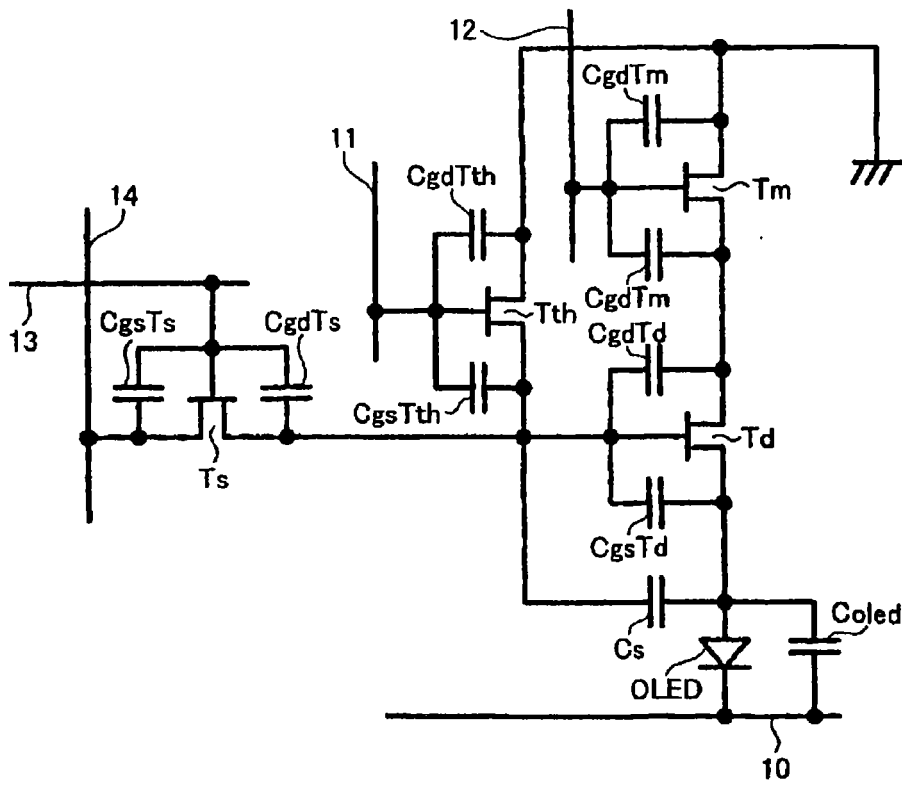 12
CgdTm
11
CgdTth
Tm
14
CgdTm
CgsTs
CgdTs
Tth
CgdTd
13
CgsTth
Td
Ts
CgsTd
Coled
Cs
OLED
10